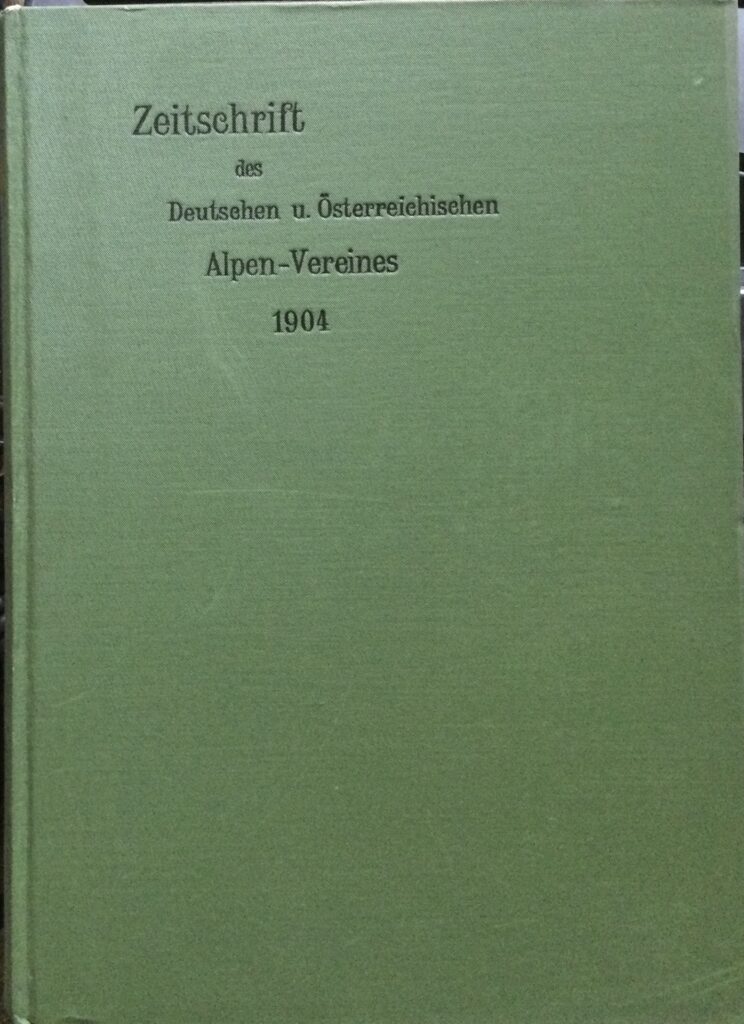 Zeitschrift
des
Deutschen u. Österreichischen
Alpen-Vereines
1904